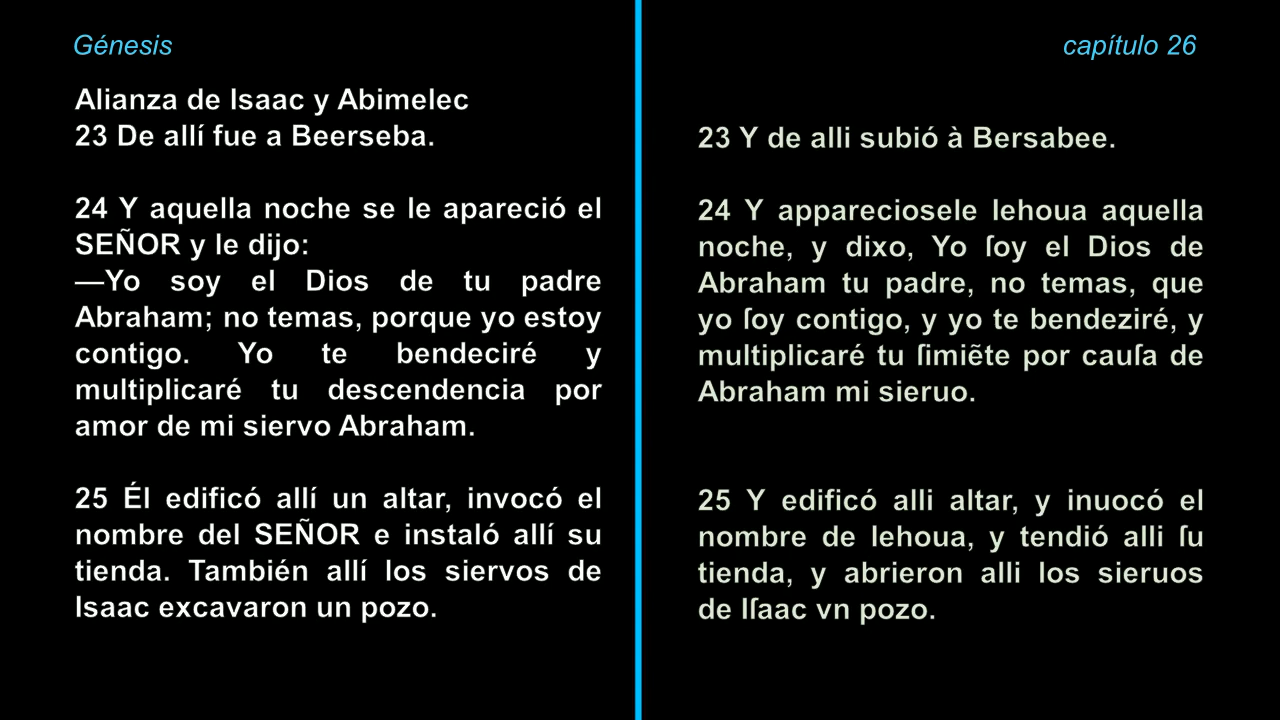 Génesis
capítulo 26
Alianza de Isaac y Abimelec
23 De allí fue a Beerseba.
24 Y aquella noche se le apareció el
SEÑOR y le dijo:
—Yo soy el Dios de tu padre
Abraham; no temas, porque yo estoy
contigo. Yo te bendeciré y
multiplicaré tu descendencia por
amor de mi siervo Abraham.
25 Él edificó allí un altar, invocó el
nombre del SEÑOR e instaló allí su
tienda. También allí los siervos de
Isaac excavaron un pozo.
23 Y de alli subió à Bersabee.
24 Y appareciosele Iehoua aquella
noche, y dixo, Yo ſoy el Dios de
Abraham tu padre, no temas, que
yo ſoy contigo, y yo te bendeziré, y
multiplicaré tu ſimiẽte por cauſa de
Abraham mi sieruo.
25 Y edificó alli altar, y inuocó el
nombre de Iehoua, y tendió alli ſu
tienda, y abrieron alli los sieruos
de Iſaac vn pozo.